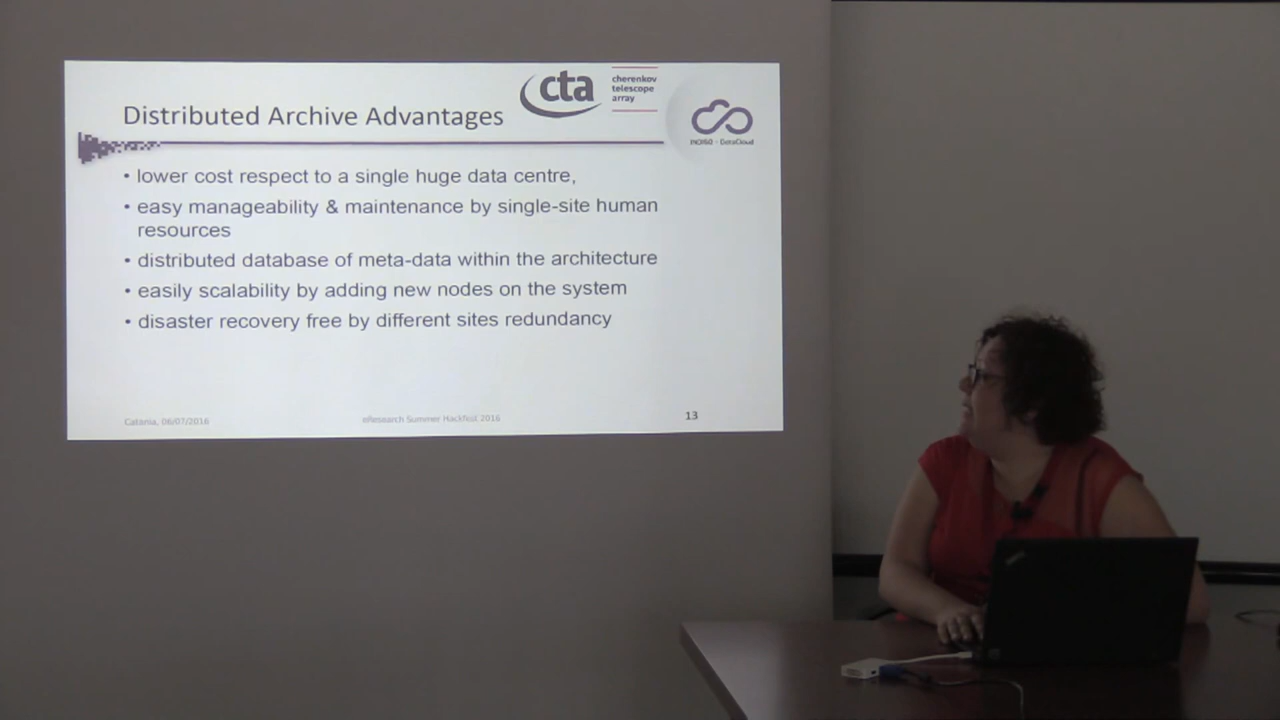 cta
cherenkov
telescope
array
Distributed Archive Advantages
INDIGO - DataCloud
• lower cost respect to a single huge data centre,
• easy manageability & maintenance by single-site human
resources
• distributed database of meta-data within the architecture
• easily scalability by adding new nodes on the system
• disaster recovery free by different sites redundancy
Catania, 06/07/2016
eResearch Summer Hackfest 2016
13